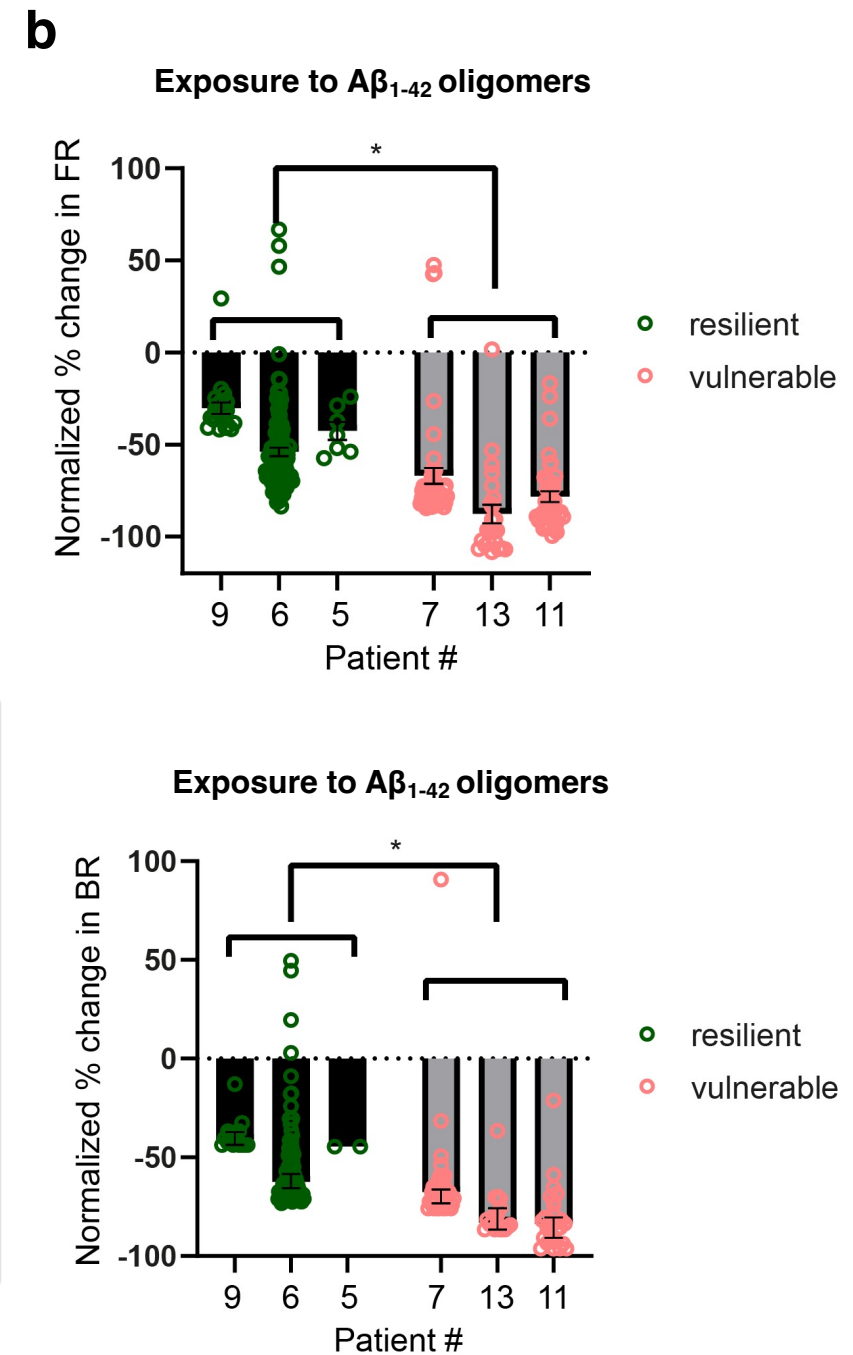 b
Exposure to Aβ1-42 oligomers
Normalized % change in FR
100
50
0
-50
-100
*
9 6 5 7 13 11
Patient #
resilient
vulnerable
Exposure to Aβ1-42 oligomers
Normalized % change in BR
100
50
0
-50
-100
*
9 6 5 7 13 11
Patient #
resilient
vulnerable